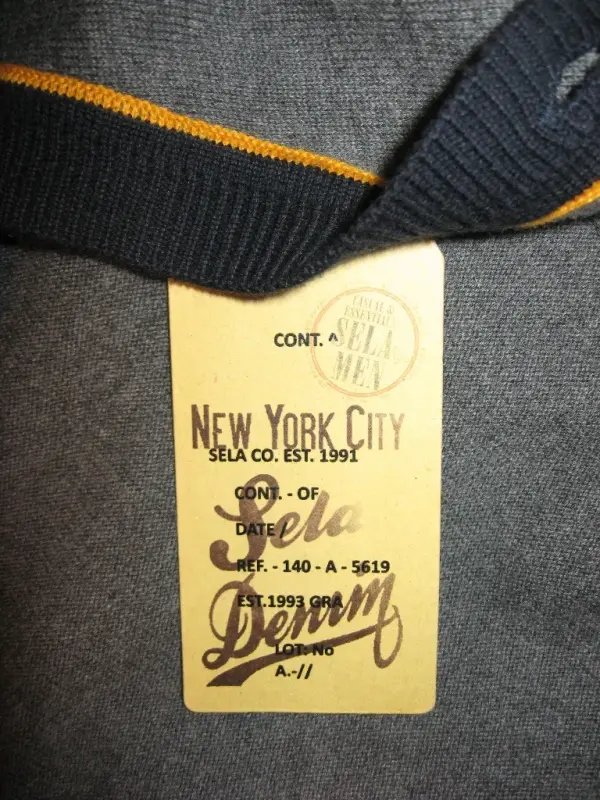 CASUAL &
ESSENTIAL
SELA
MEN
CONT. ^
NEW YORK CITY
SELA CO. EST. 1991
CONT. - OF
Sela
DATE /
REF. - 140 - A - 5619
EST.1993 GRA
Denim
LOT: No
A.-//